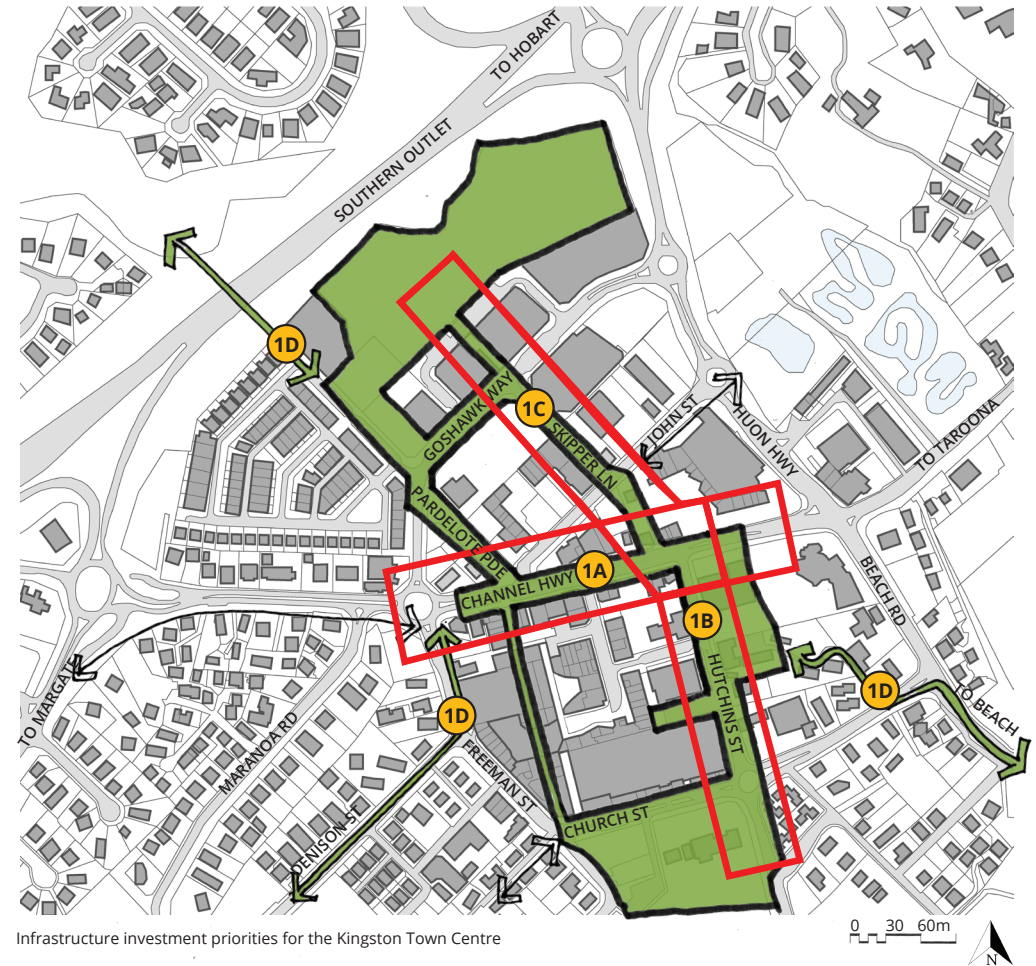 TO HOBART
SOUTHERN OUTLET
1D
GOSHAWK WAY
1C
SKIPPER LN
JOHN ST
HUON HWY
TO TAROONA
PARDELOTE PDE
CHANNEL HWY
1A
1B
BEACH RD
HUTCHINS ST
1D
TO BEACH
TO MARGATE
MARANOA RD
1D
FREEMAN ST
DENISON ST
CHURCH ST
Infrastructure investment priorities for the Kingston Town Centre
0 30 60m
N